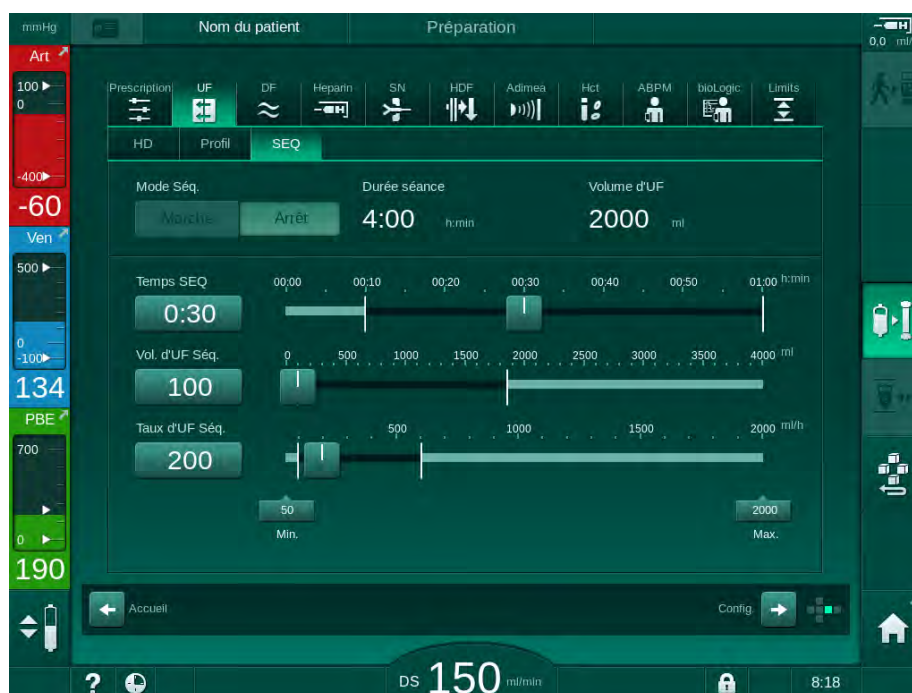 mmHg Nom du patient Préparation
0,0 ml/
Art
100
0
-400
-60
Ven
500
0
-100
134
PBE
700
0
190
Prescription UF DF Heparin SN HDF Adimea Hct ABPM bioLogic Limits
HD Profil SEQ
Mode Séq. Durée séance Volume d'UF
Marche Arrêt 4:00 h:min 2000 ml
Temps SEQ 00:00 00:10 00:20 00:30 00:40 00:50 01:00 h:min
0:30
Vol. d'UF Séq. 0 500 1000 1500 2000 2500 3000 3500 4000 ml
100
Taux d'UF Séq. 500 1000 1500 2000 ml/h
200
50 2000
Min. Max.
Accueil Config.
? DS 150 ml/min 8:18